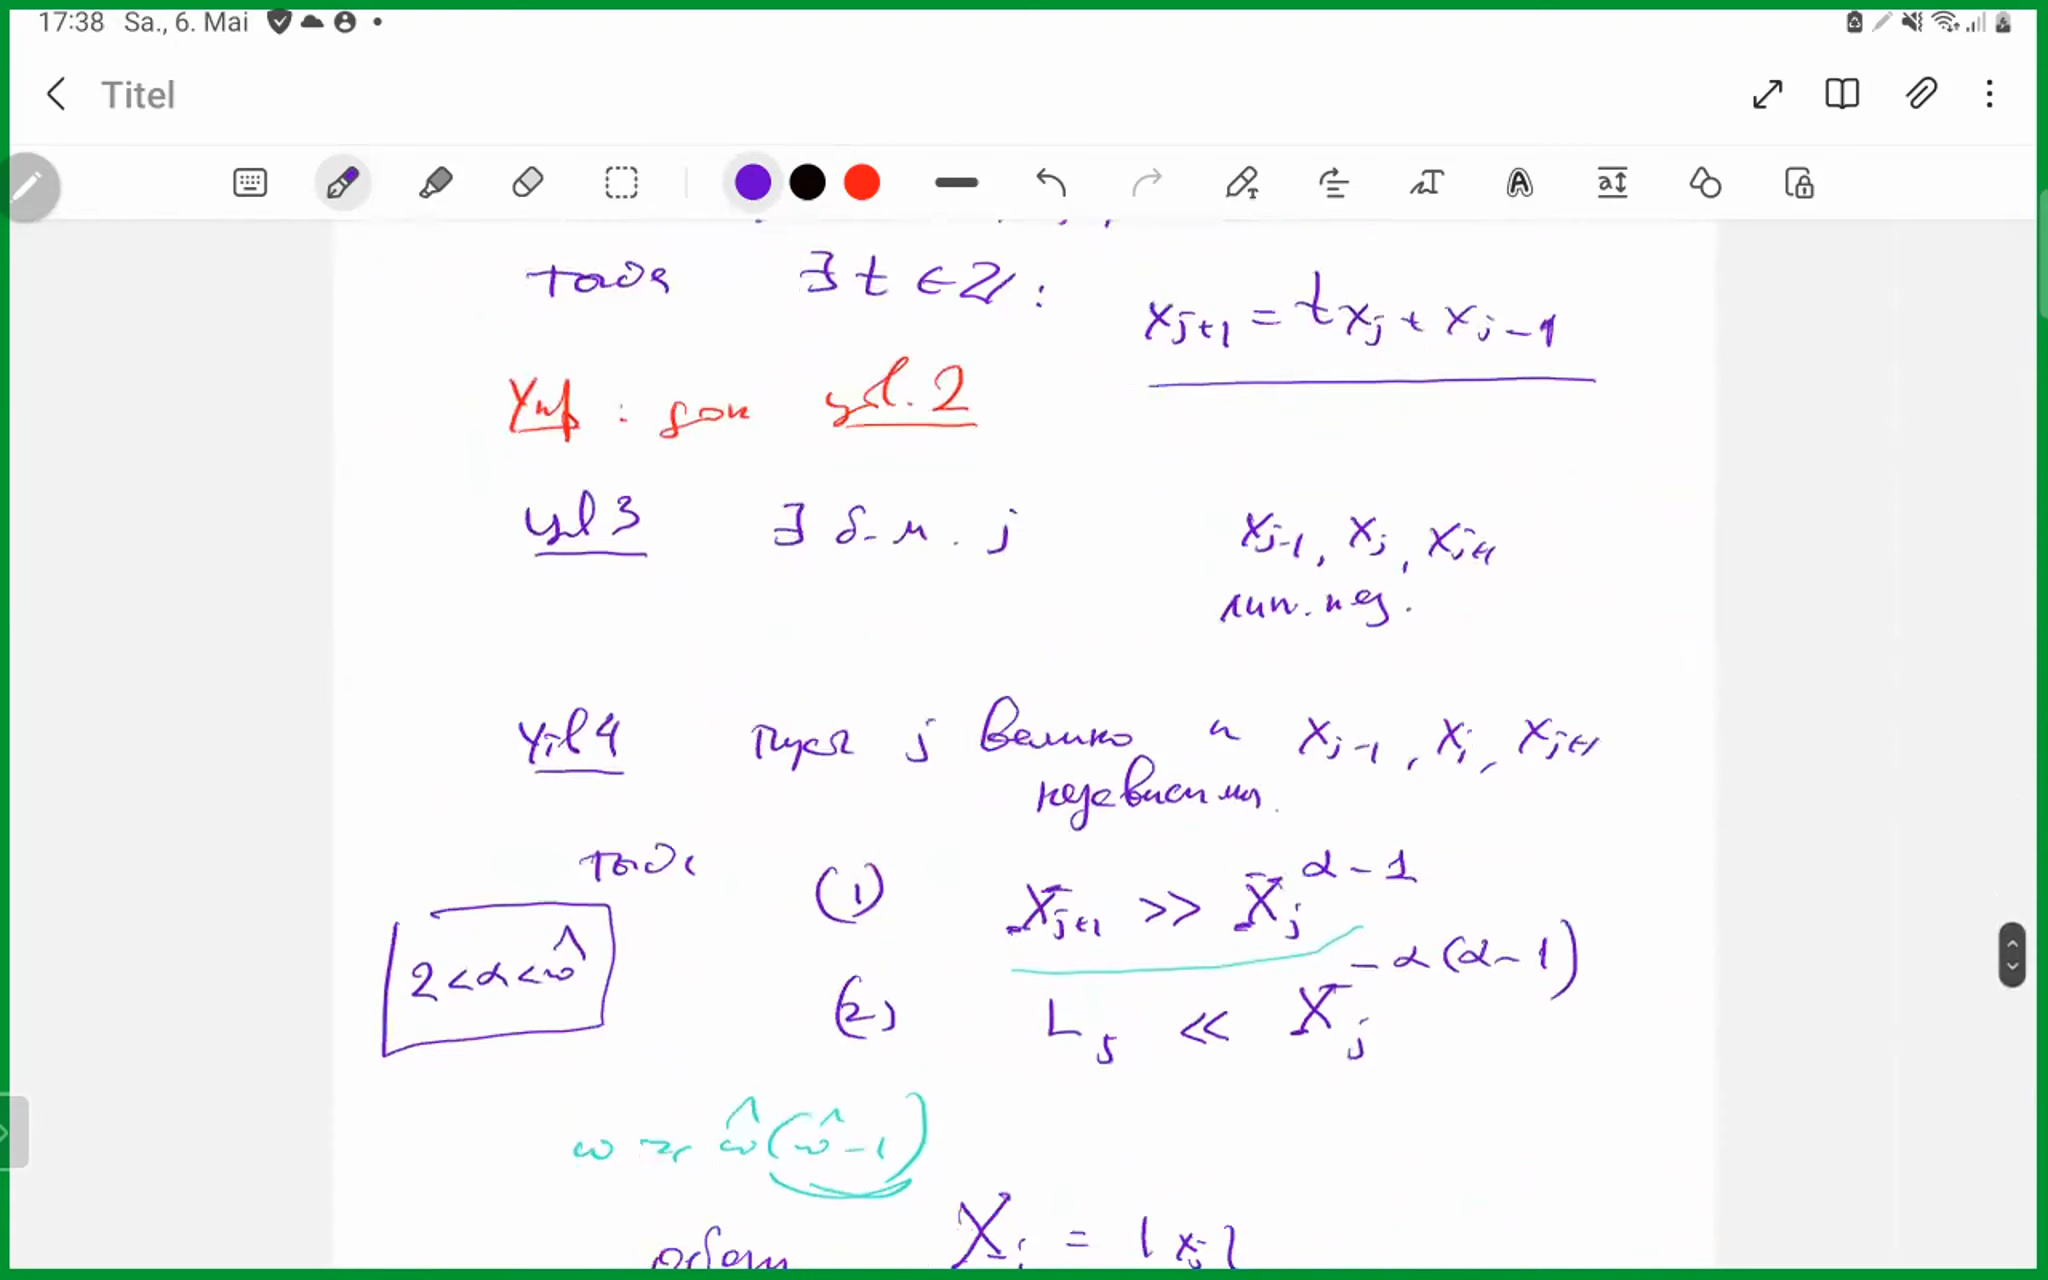 17:38 Sa., 6. Mai
Titel
тогда ∃ t ∈ ℤ: x_{j+1} = t x_j + x_{j-1}
Упр: док утв. 2
утв 3 ∃ б.м. j x_{j-1}, x_j, x_{j+1}
лин. нез.
утв 4 пусть j велико и x_{j-1}, x_j, x_{j+1}
независимы.
тогда (1) X_{j+1} >> X_j^{α-1}
2<α<ω̂ (2) L_j << X_j^{-α(α-1)}
ω ≥ ω̂(ω̂-1)
X_j = |x_j|